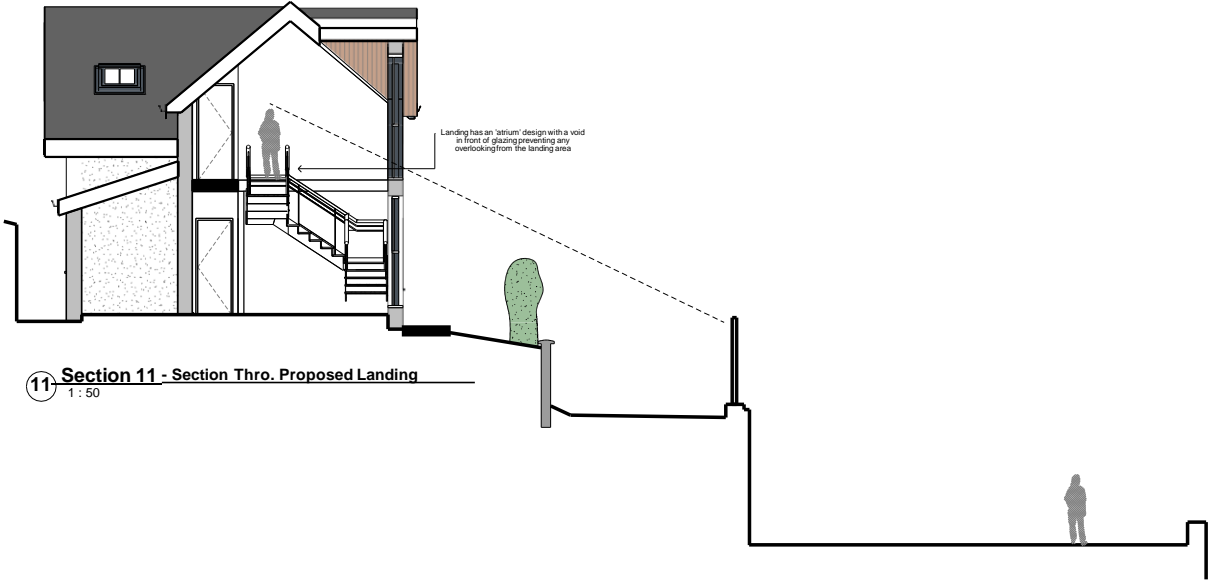 Landing has an 'atrium' design with a void
in front of glazing preventing any
overlooking from the landing area
11 Section 11 - Section Thro. Proposed Landing
1 : 50